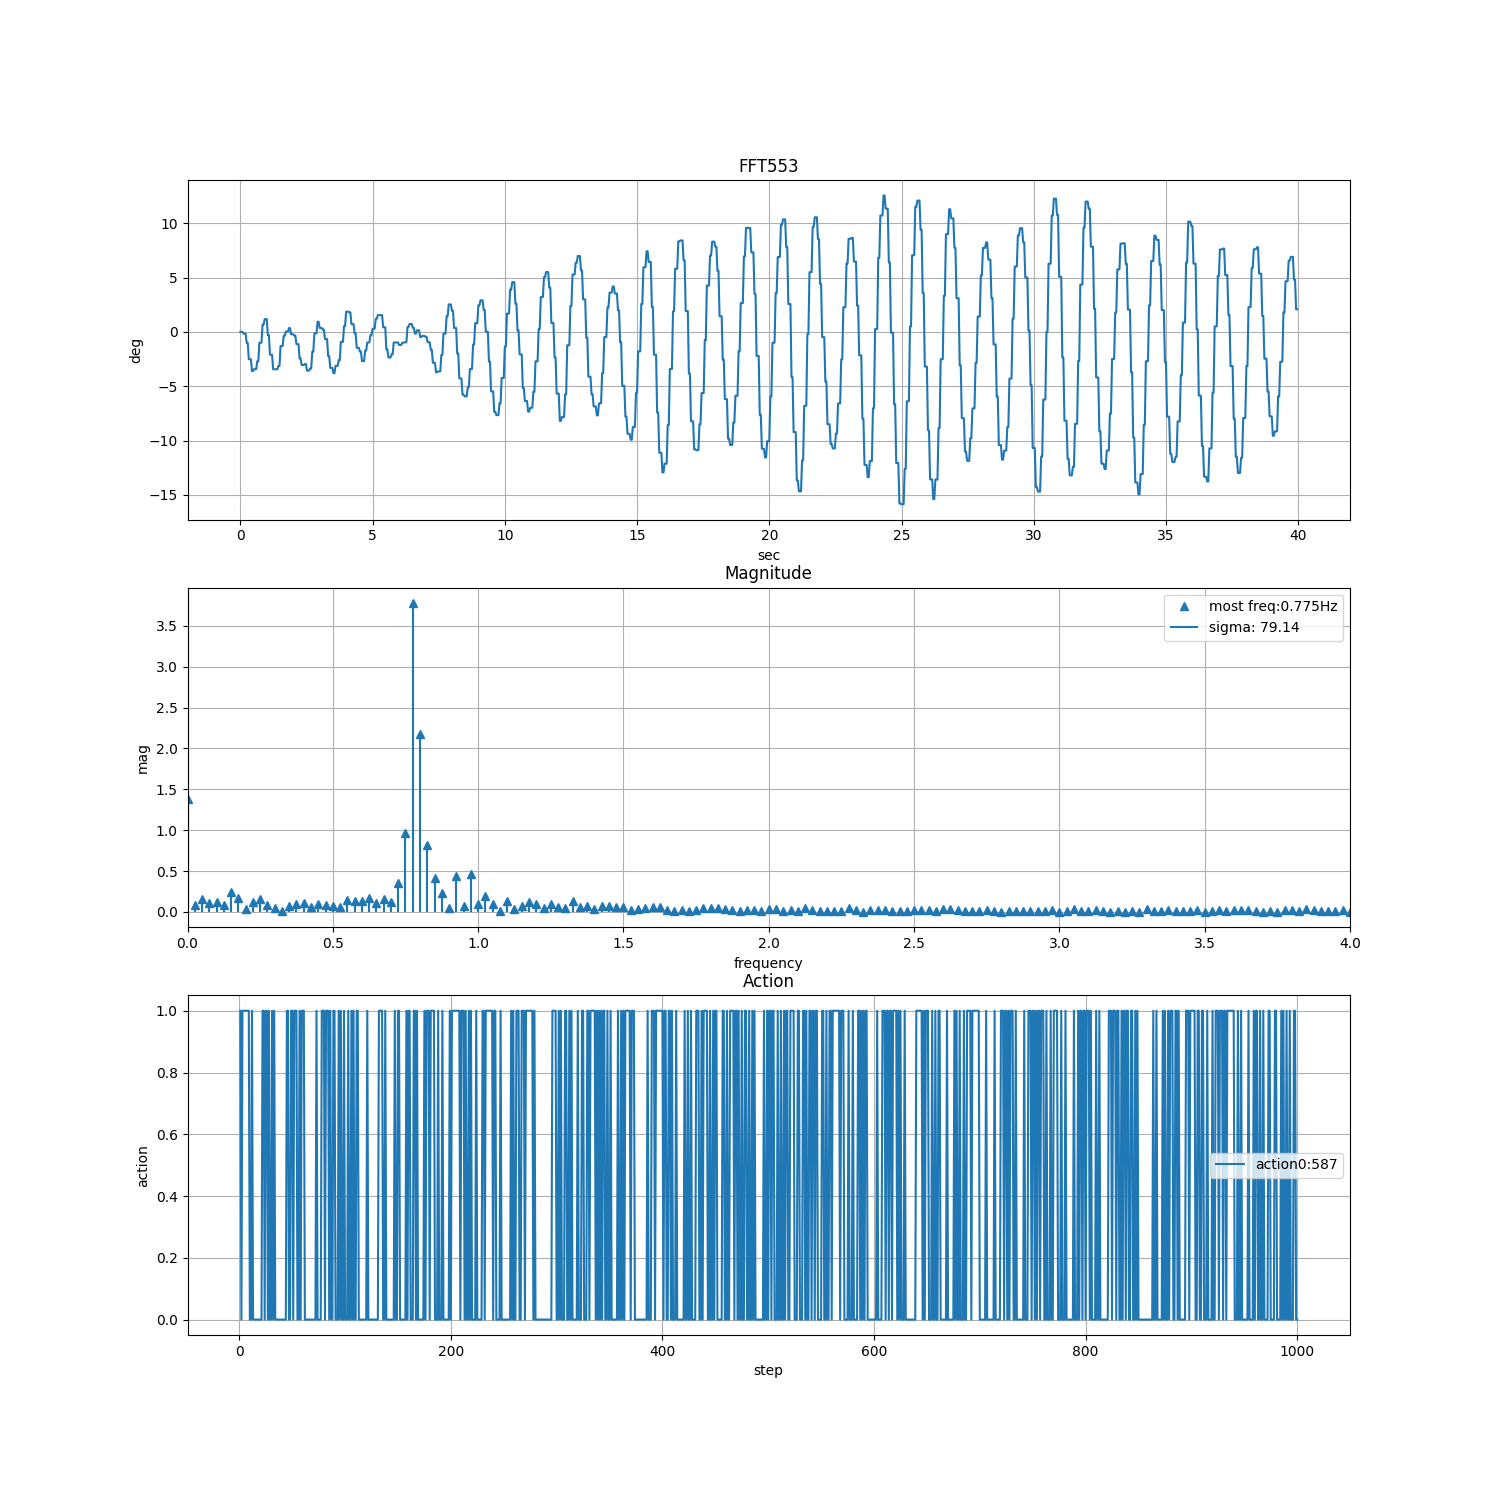 FFT553
10
5
0
−5
−10
−15
deg
0 5 10 15 20 25 30 35 40
sec
Magnitude
most freq:0.775Hz
sigma: 79.14
3.5
3.0
2.5
2.0
1.5
1.0
0.5
0.0
mag
0.0 0.5 1.0 1.5 2.0 2.5 3.0 3.5 4.0
frequency
Action
1.0
0.8
0.6
0.4
0.2
0.0
action
action0:587
0 200 400 600 800 1000
step